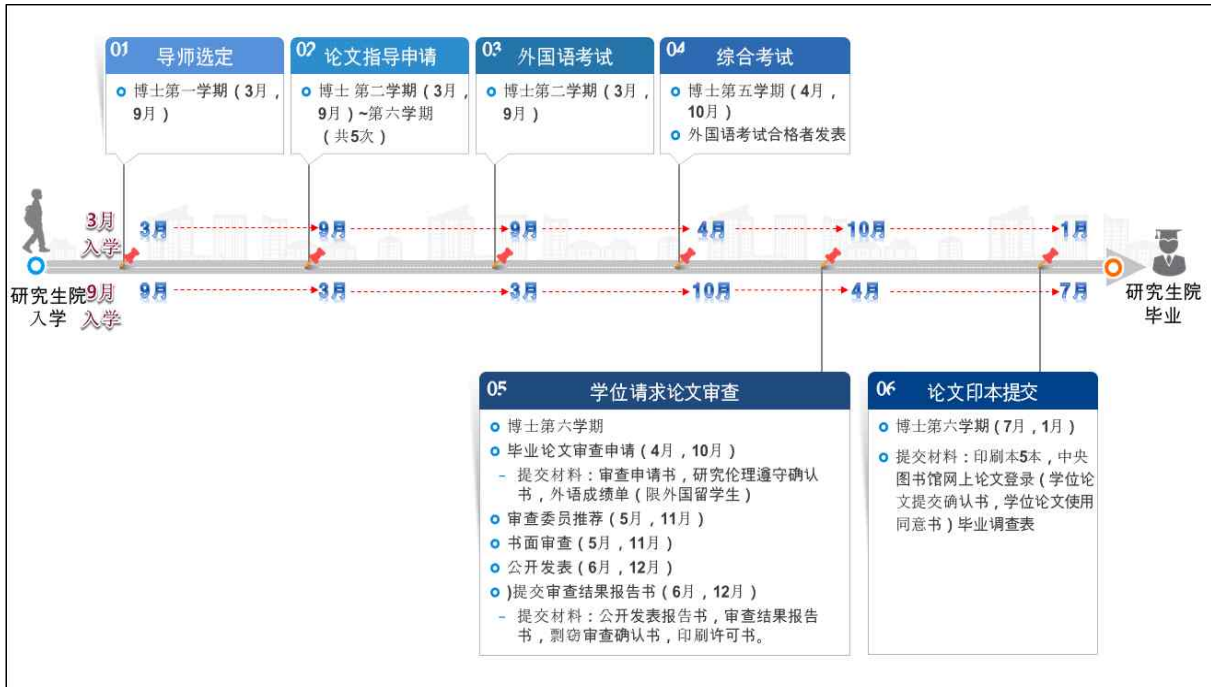 01 导师选定
博士第一学期（3月，
9月）
02 论文指导申请
博士 第二学期（3月，
9月）~第六学期
（共5次）
03 外国语考试
博士第二学期（3月，
9月）
04 综合考试
博士第五学期（4月，
10月）
外国语考试合格者发表
3月
入学
3月 9月 9月 4月 10月 1月
研究生院
入学
9月
入学
9月 3月 3月 10月 4月 7月
研究生院
毕业
05 学位请求论文审查
博士第六学期
毕业论文审查申请（4月，10月）
– 提交材料：审查申请书，研究伦理遵守确认
书，外语成绩单（限外国留学生）
审查委员推荐（5月，11月）
书面审查（5月，11月）
公开发表（6月，12月）
）提交审查结果报告书（6月，12月）
– 提交材料：公开发表报告书，审查结果报告
书，剽窃审查确认书，印刷许可书。
06 论文印本提交
博士第六学期（7月，1月）
提交材料：印刷本5本，中央
图书馆网上论文登录（学位论
文提交确认书，学位论文使用
同意书）毕业调查表